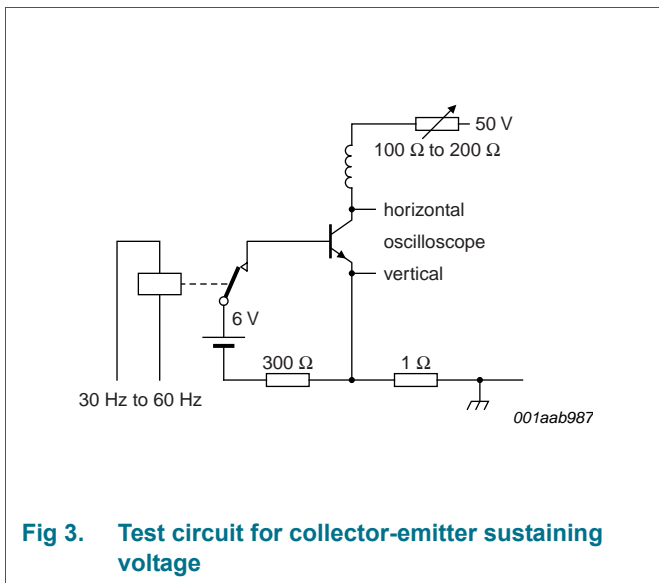 50 V
100 Ω to 200 Ω
horizontal
oscilloscope
vertical
6 V
300 Ω
1 Ω
30 Hz to 60 Hz
001aab987
Fig 3. Test circuit for collector-emitter sustaining
voltage